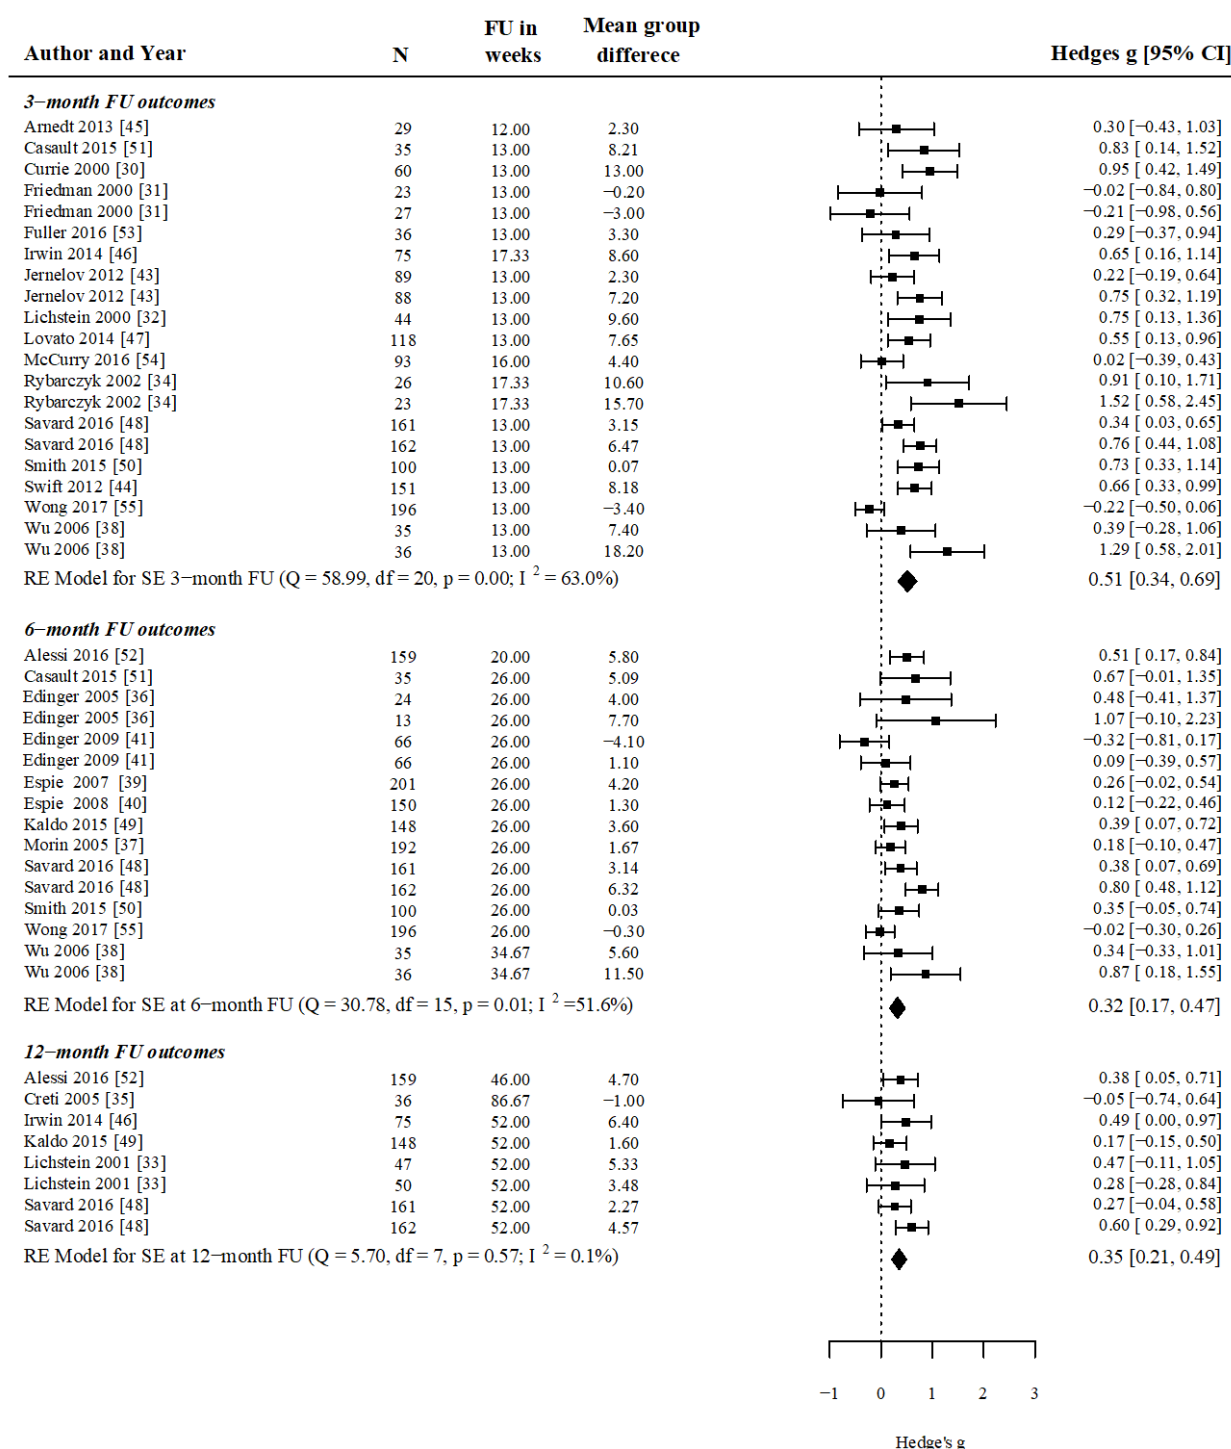 Author and Year N FU in weeks Mean group differece Hedges g [95% CI]
3−month FU outcomes
Arnedt 2013 [45] 29 12.00 2.30 0.30 [−0.43, 1.03]
Casault 2015 [51] 35 13.00 8.21 0.83 [ 0.14, 1.52]
Currie 2000 [30] 60 13.00 13.00 0.95 [ 0.42, 1.49]
Friedman 2000 [31] 23 13.00 −0.20 −0.02 [−0.84, 0.80]
Friedman 2000 [31] 27 13.00 −3.00 −0.21 [−0.98, 0.56]
Fuller 2016 [53] 36 13.00 3.30 0.29 [−0.37, 0.94]
Irwin 2014 [46] 75 17.33 8.60 0.65 [ 0.16, 1.14]
Jernelov 2012 [43] 89 13.00 2.30 0.22 [−0.19, 0.64]
Jernelov 2012 [43] 88 13.00 7.20 0.75 [ 0.32, 1.19]
Lichstein 2000 [32] 44 13.00 9.60 0.75 [ 0.13, 1.36]
Lovato 2014 [47] 118 13.00 7.65 0.55 [ 0.13, 0.96]
McCurry 2016 [54] 93 16.00 4.40 0.02 [−0.39, 0.43]
Rybarczyk 2002 [34] 26 17.33 10.60 0.91 [ 0.10, 1.71]
Rybarczyk 2002 [34] 23 17.33 15.70 1.52 [ 0.58, 2.45]
Savard 2016 [48] 161 13.00 3.15 0.34 [ 0.03, 0.65]
Savard 2016 [48] 162 13.00 6.47 0.76 [ 0.44, 1.08]
Smith 2015 [50] 100 13.00 0.07 0.73 [ 0.33, 1.14]
Swift 2012 [44] 151 13.00 8.18 0.66 [ 0.33, 0.99]
Wong 2017 [55] 196 13.00 −3.40 −0.22 [−0.50, 0.06]
Wu 2006 [38] 35 13.00 7.40 0.39 [−0.28, 1.06]
Wu 2006 [38] 36 13.00 18.20 1.29 [ 0.58, 2.01]
RE Model for SE 3−month FU (Q = 58.99, df = 20, p = 0.00; I 2 = 63.0%) 0.51 [0.34, 0.69]
6−month FU outcomes
Alessi 2016 [52] 159 20.00 5.80 0.51 [ 0.17, 0.84]
Casault 2015 [51] 35 26.00 5.09 0.67 [−0.01, 1.35]
Edinger 2005 [36] 24 26.00 4.00 0.48 [−0.41, 1.37]
Edinger 2005 [36] 13 26.00 7.70 1.07 [−0.10, 2.23]
Edinger 2009 [41] 66 26.00 −4.10 −0.32 [−0.81, 0.17]
Edinger 2009 [41] 66 26.00 1.10 0.09 [−0.39, 0.57]
Espie 2007 [39] 201 26.00 4.20 0.26 [−0.02, 0.54]
Espie 2008 [40] 150 26.00 1.30 0.12 [−0.22, 0.46]
Kaldo 2015 [49] 148 26.00 3.60 0.39 [ 0.07, 0.72]
Morin 2005 [37] 192 26.00 1.67 0.18 [−0.10, 0.47]
Savard 2016 [48] 161 26.00 3.14 0.38 [ 0.07, 0.69]
Savard 2016 [48] 162 26.00 6.32 0.80 [ 0.48, 1.12]
Smith 2015 [50] 100 26.00 0.03 0.35 [−0.05, 0.74]
Wong 2017 [55] 196 26.00 −0.30 −0.02 [−0.30, 0.26]
Wu 2006 [38] 35 34.67 5.60 0.34 [−0.33, 1.01]
Wu 2006 [38] 36 34.67 11.50 0.87 [ 0.18, 1.55]
RE Model for SE at 6−month FU (Q = 30.78, df = 15, p = 0.01; I 2 =51.6%) 0.32 [0.17, 0.47]
12−month FU outcomes
Alessi 2016 [52] 159 46.00 4.70 0.38 [ 0.05, 0.71]
Creti 2005 [35] 36 86.67 −1.00 −0.05 [−0.74, 0.64]
Irwin 2014 [46] 75 52.00 6.40 0.49 [ 0.00, 0.97]
Kaldo 2015 [49] 148 52.00 1.60 0.17 [−0.15, 0.50]
Lichstein 2001 [33] 47 52.00 5.33 0.47 [−0.11, 1.05]
Lichstein 2001 [33] 50 52.00 3.48 0.28 [−0.28, 0.84]
Savard 2016 [48] 161 52.00 2.27 0.27 [−0.04, 0.58]
Savard 2016 [48] 162 52.00 4.57 0.60 [ 0.29, 0.92]
RE Model for SE at 12−month FU (Q = 5.70, df = 7, p = 0.57; I 2 = 0.1%) 0.35 [0.21, 0.49]
−1 0 1 2 3
Hedge's g